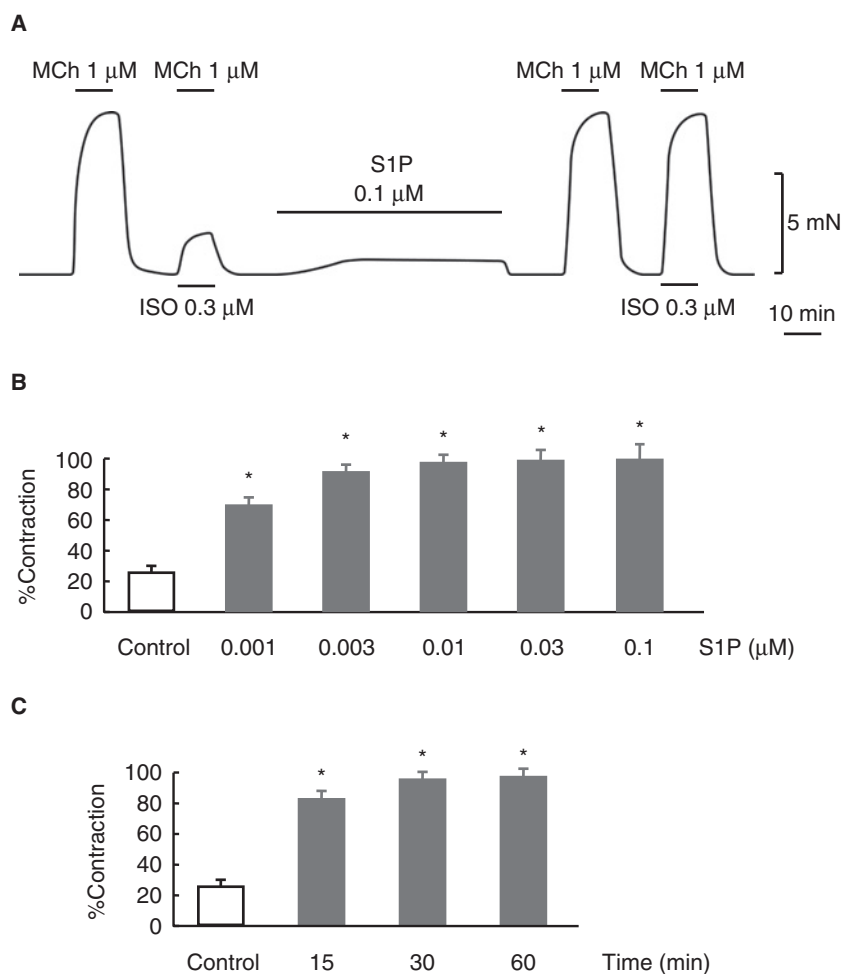 A
MCh 1 μM MCh 1 μM MCh 1 μM MCh 1 μM
S1P
0.1 μM
5 mN
ISO 0.3 μM ISO 0.3 μM
10 min
B
%Contraction
100
80
60
40
20
0
* * * * *
Control 0.001 0.003 0.01 0.03 0.1 S1P (μM)
C
%Contraction
100
80
60
40
20
0
* * *
Control 15 30 60 Time (min)